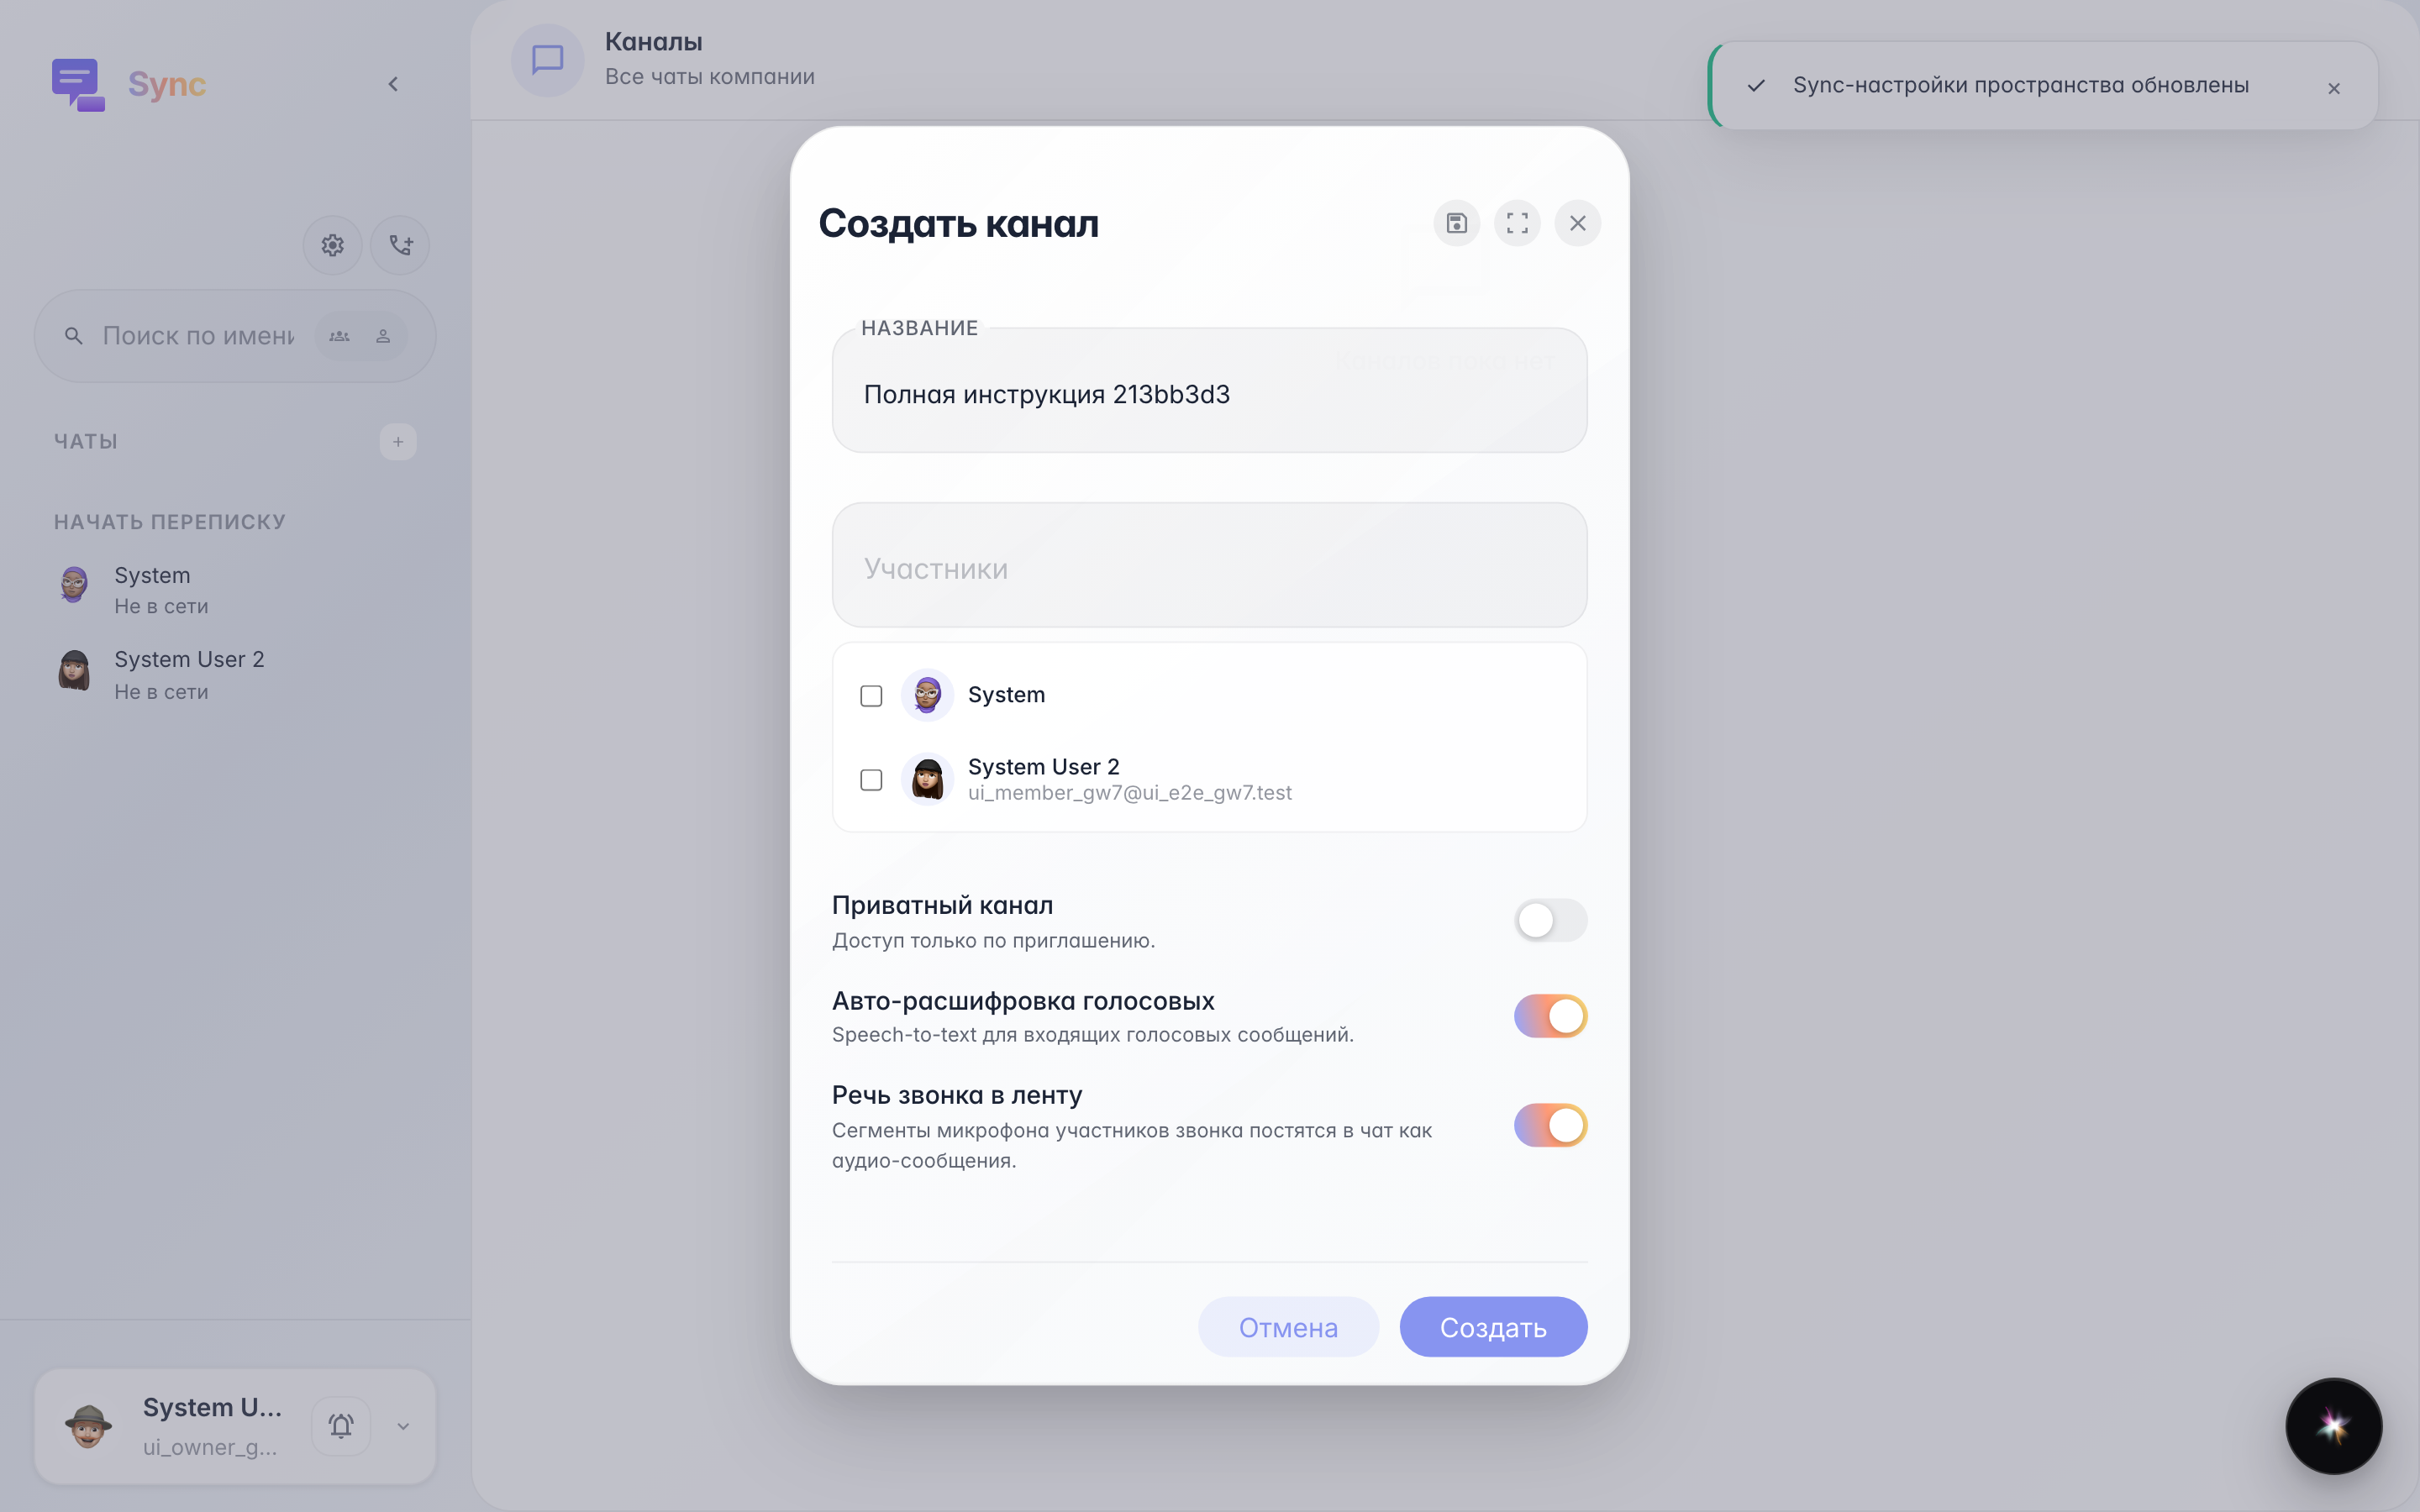 Sync
Поиск по имени
ЧАТЫ
НАЧАТЬ ПЕРЕПИСКУ
System
Не в сети
System User 2
Не в сети
System U...
ui_owner_g...
Каналы
Все чаты компании
Sync-настройки пространства обновлены
Создать канал
НАЗВАНИЕ
Полная инструкция 213bb3d3
Участники
System
System User 2
ui_member_gw7@ui_e2e_gw7.test
Приватный канал
Доступ только по приглашению.
Авто-расшифровка голосовых
Speech-to-text для входящих голосовых сообщений.
Речь звонка в ленту
Сегменты микрофона участников звонка постятся в чат как
аудио-сообщения.
Отмена
Создать